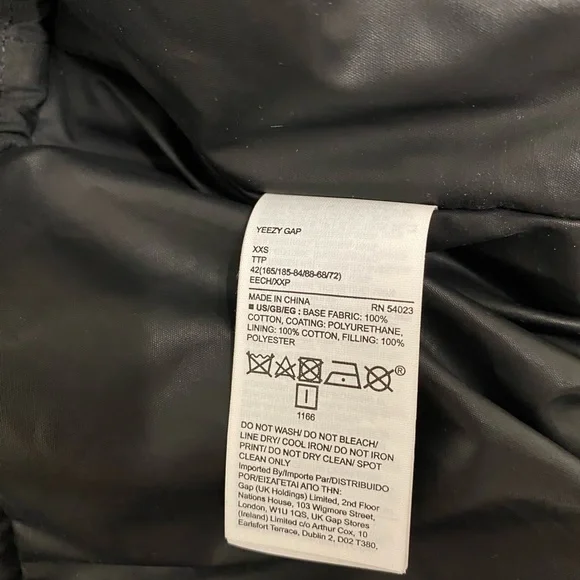 YEEZY GAP
XXS
TTP
42(165/185-84/88-68/72)
EECH/XXP
MADE IN CHINA RN 54023
■ US/GB/EG : BASE FABRIC: 100%
COTTON, COATING: POLYURETHANE,
LINING: 100% COTTON, FILLING: 100%
POLYESTER
®
1166
DO NOT WASH/ DO NOT BLEACH/
LINE DRY/ COOL IRON/ DO NOT IRON
PRINT/ DO NOT DRY CLEAN/ SPOT
CLEAN ONLY
Imported By/Importe Par/DISTRIBUIDO
POR/ΕΙΣΑΓΕΤΑΙ ΑΠΟ ΤΗΝ:
Gap (UK Holdings) Limited, 2nd Floor
Nations House, 103 Wigmore Street,
London, W1U 1QS, UK Gap Stores
(Ireland) Limited c/o Arthur Cox, 10
Earlsfort Terrace, Dublin 2, D02 T380,